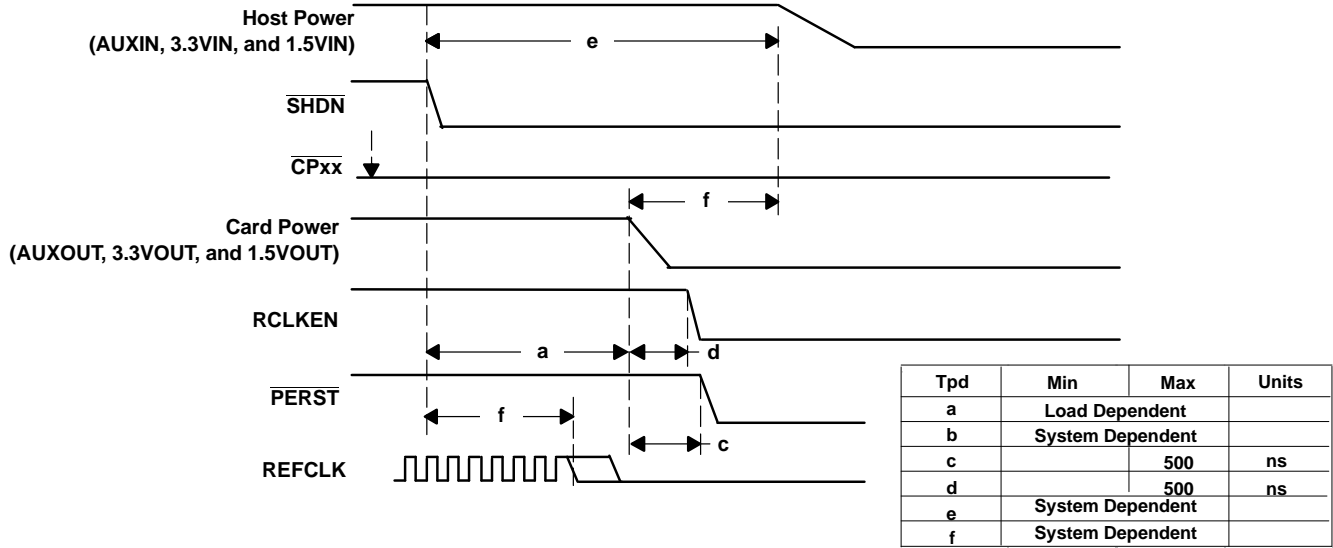 Host Power
(AUXIN, 3.3VIN, and 1.5VIN)
e
SHDN
CPxx
f
Card Power
(AUXOUT, 3.3VOUT, and 1.5VOUT)
RCLKEN
a
d
PERST
f
c
REFCLK
Tpd Min Max Units
a Load Dependent
b System Dependent
c 500 ns
d 500 ns
e System Dependent
f System Dependent